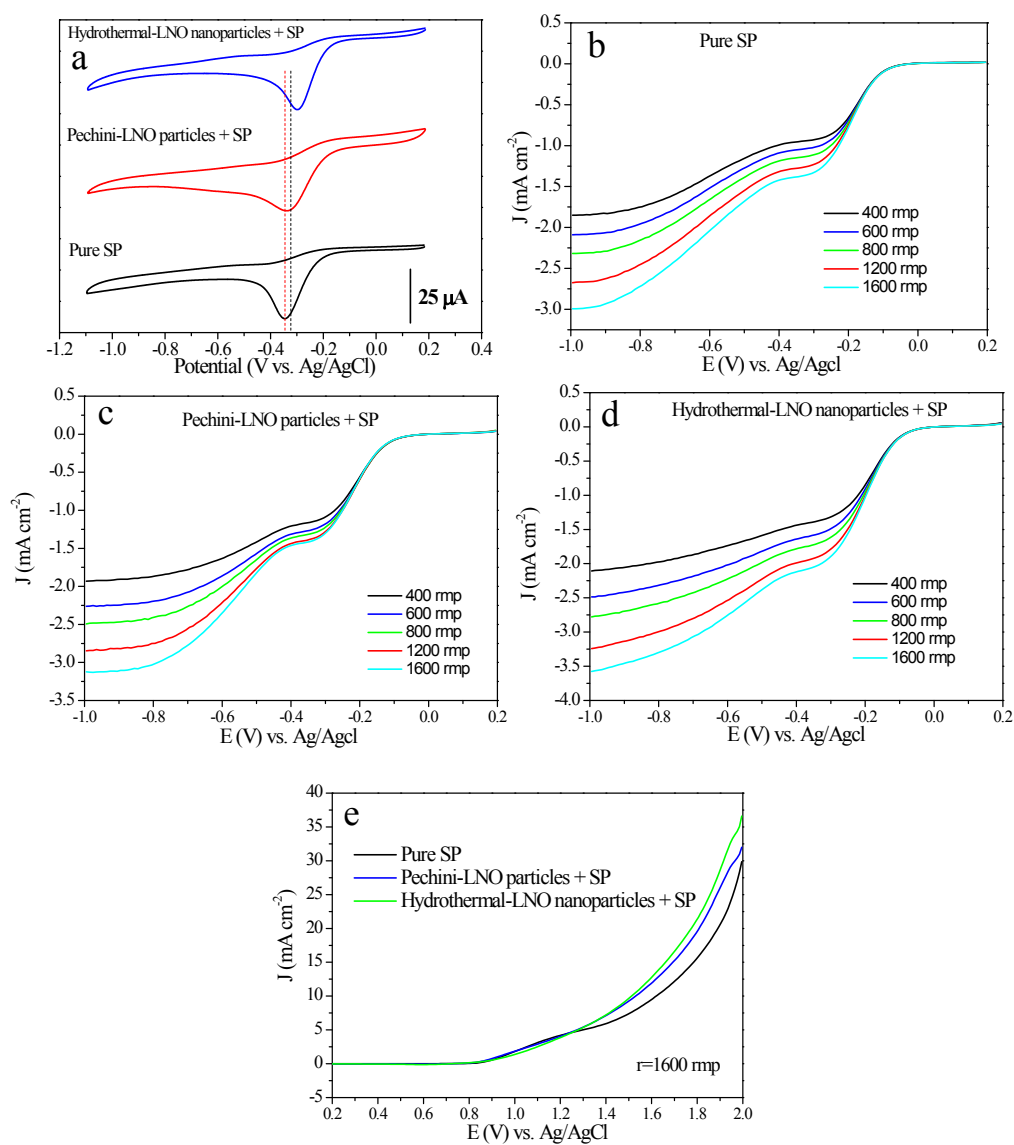 a
Hydrothermal-LNO nanoparticles + SP
Pechini-LNO particles + SP
Pure SP
25 μA
-1.2 -1.0 -0.8 -0.6 -0.4 -0.2 0.0 0.2 0.4
Potential (V vs. Ag/AgCl)
b
Pure SP
0.5
0.0
-0.5
-1.0
-1.5
-2.0
-2.5
-3.0
J (mA cm-2)
400 rmp
600 rmp
800 rmp
1200 rmp
1600 rmp
-1.0 -0.8 -0.6 -0.4 -0.2 0.0 0.2
E (V) vs. Ag/Agcl
c
Pechini-LNO particles + SP
0.5
0.0
-0.5
-1.0
-1.5
-2.0
-2.5
-3.0
-3.5
J (mA cm-2)
400 rmp
600 rmp
800 rmp
1200 rmp
1600 rmp
-1.0 -0.8 -0.6 -0.4 -0.2 0.0 0.2
E (V) vs. Ag/Agcl
d
Hydrothermal-LNO nanoparticles + SP
0.5
0.0
-0.5
-1.0
-1.5
-2.0
-2.5
-3.0
-3.5
-4.0
J (mA cm-2)
400 rmp
600 rmp
800 rmp
1200 rmp
1600 rmp
-1.0 -0.8 -0.6 -0.4 -0.2 0.0 0.2
E (V) vs. Ag/Agcl
e
40
35
30
25
20
15
10
5
0
-5
J (mA cm-2)
Pure SP
Pechini-LNO particles + SP
Hydrothermal-LNO nanoparticles + SP
r=1600 rmp
0.2 0.4 0.6 0.8 1.0 1.2 1.4 1.6 1.8 2.0
E (V) vs. Ag/AgCl